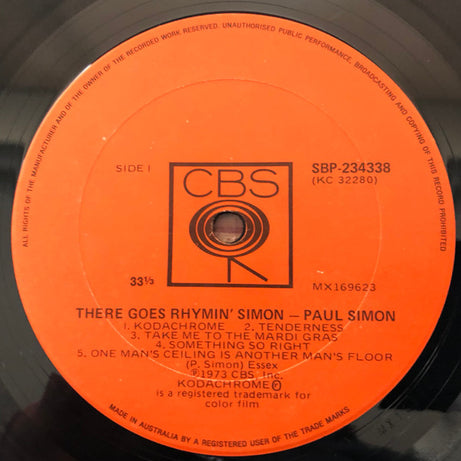 ALL RIGHTS OF THE MANUFACTURER AND OF THE OWNER OF THE RECORDED WORK RESERVED. UNAUTHORISED PUBLIC PERFORMANCE, BROADCASTING AND COPYING OF THIS RECORD PROHIBITED
SIDE I
CBS
SBP-234338
(KC 32280)
33⅓
MX169623
THERE GOES RHYMIN' SIMON — PAUL SIMON
1. KODACHROME 2. TENDERNESS
3. TAKE ME TO THE MARDI GRAS
4. SOMETHING SO RIGHT
5. ONE MAN'S CEILING IS ANOTHER MAN'S FLOOR
(P. Simon) Essex
℗1973 CBS, Inc.
KODACHROME®
is a registered trademark for
color film
MADE IN AUSTRALIA BY A REGISTERED USER OF THE TRADE MARKS